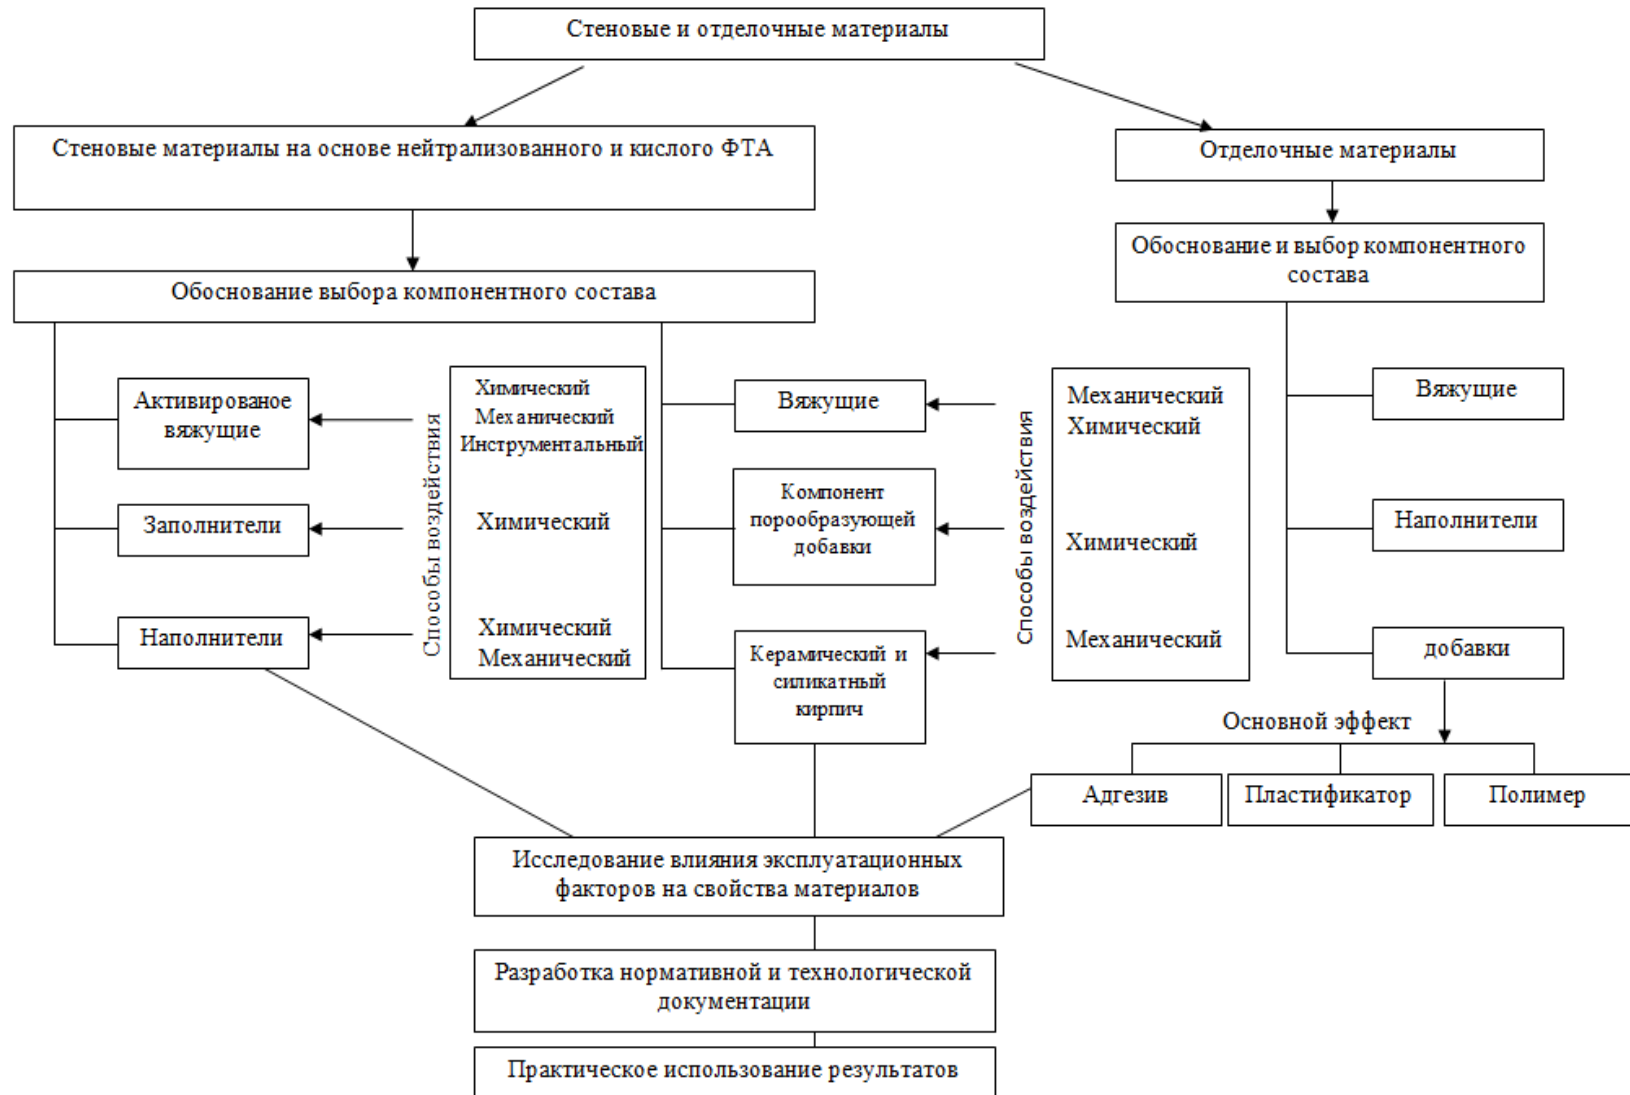 Стеновые и отделочные материалы
Стеновые материалы на основе нейтрализованного и кислого ФТА
Отделочные материалы
Обоснование и выбор компонентного
состава
Обоснование выбора компонентного состава
Активированое
вяжущие
Заполнители
Наполнители
Способы воздействия
Химический
Механический
Инструментальный
Химический
Химический
Механический
Вяжущие
Компонент
порообразующей
добавки
Керамический и
силикатный
кирпич
Способы воздействия
Механический
Химический
Химический
Механический
Вяжущие
Наполнители
добавки
Основной эффект
Адгезив
Пластификатор
Полимер
Исследование влияния эксплуатационных
факторов на свойства материалов
Разработка нормативной и технологической
документации
Практическое использование результатов